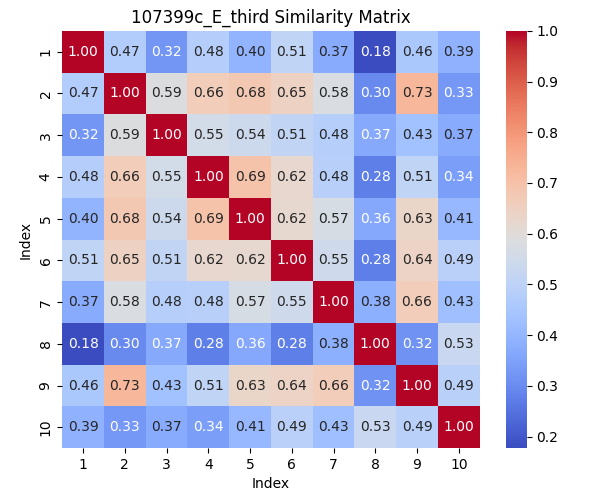 107399c_E_third Similarity Matrix
1 1.00 0.47 0.32 0.48 0.40 0.51 0.37 0.18 0.46 0.39
2 0.47 1.00 0.59 0.66 0.68 0.65 0.58 0.30 0.73 0.33
3 0.32 0.59 1.00 0.55 0.54 0.51 0.48 0.37 0.43 0.37
4 0.48 0.66 0.55 1.00 0.69 0.62 0.48 0.28 0.51 0.34
5 0.40 0.68 0.54 0.69 1.00 0.62 0.57 0.36 0.63 0.41
6 0.51 0.65 0.51 0.62 0.62 1.00 0.55 0.28 0.64 0.49
7 0.37 0.58 0.48 0.48 0.57 0.55 1.00 0.38 0.66 0.43
8 0.18 0.30 0.37 0.28 0.36 0.28 0.38 1.00 0.32 0.53
9 0.46 0.73 0.43 0.51 0.63 0.64 0.66 0.32 1.00 0.49
10 0.39 0.33 0.37 0.34 0.41 0.49 0.43 0.53 0.49 1.00
1 2 3 4 5 6 7 8 9 10
Index
Index
1.0
0.9
0.8
0.7
0.6
0.5
0.4
0.3
0.2